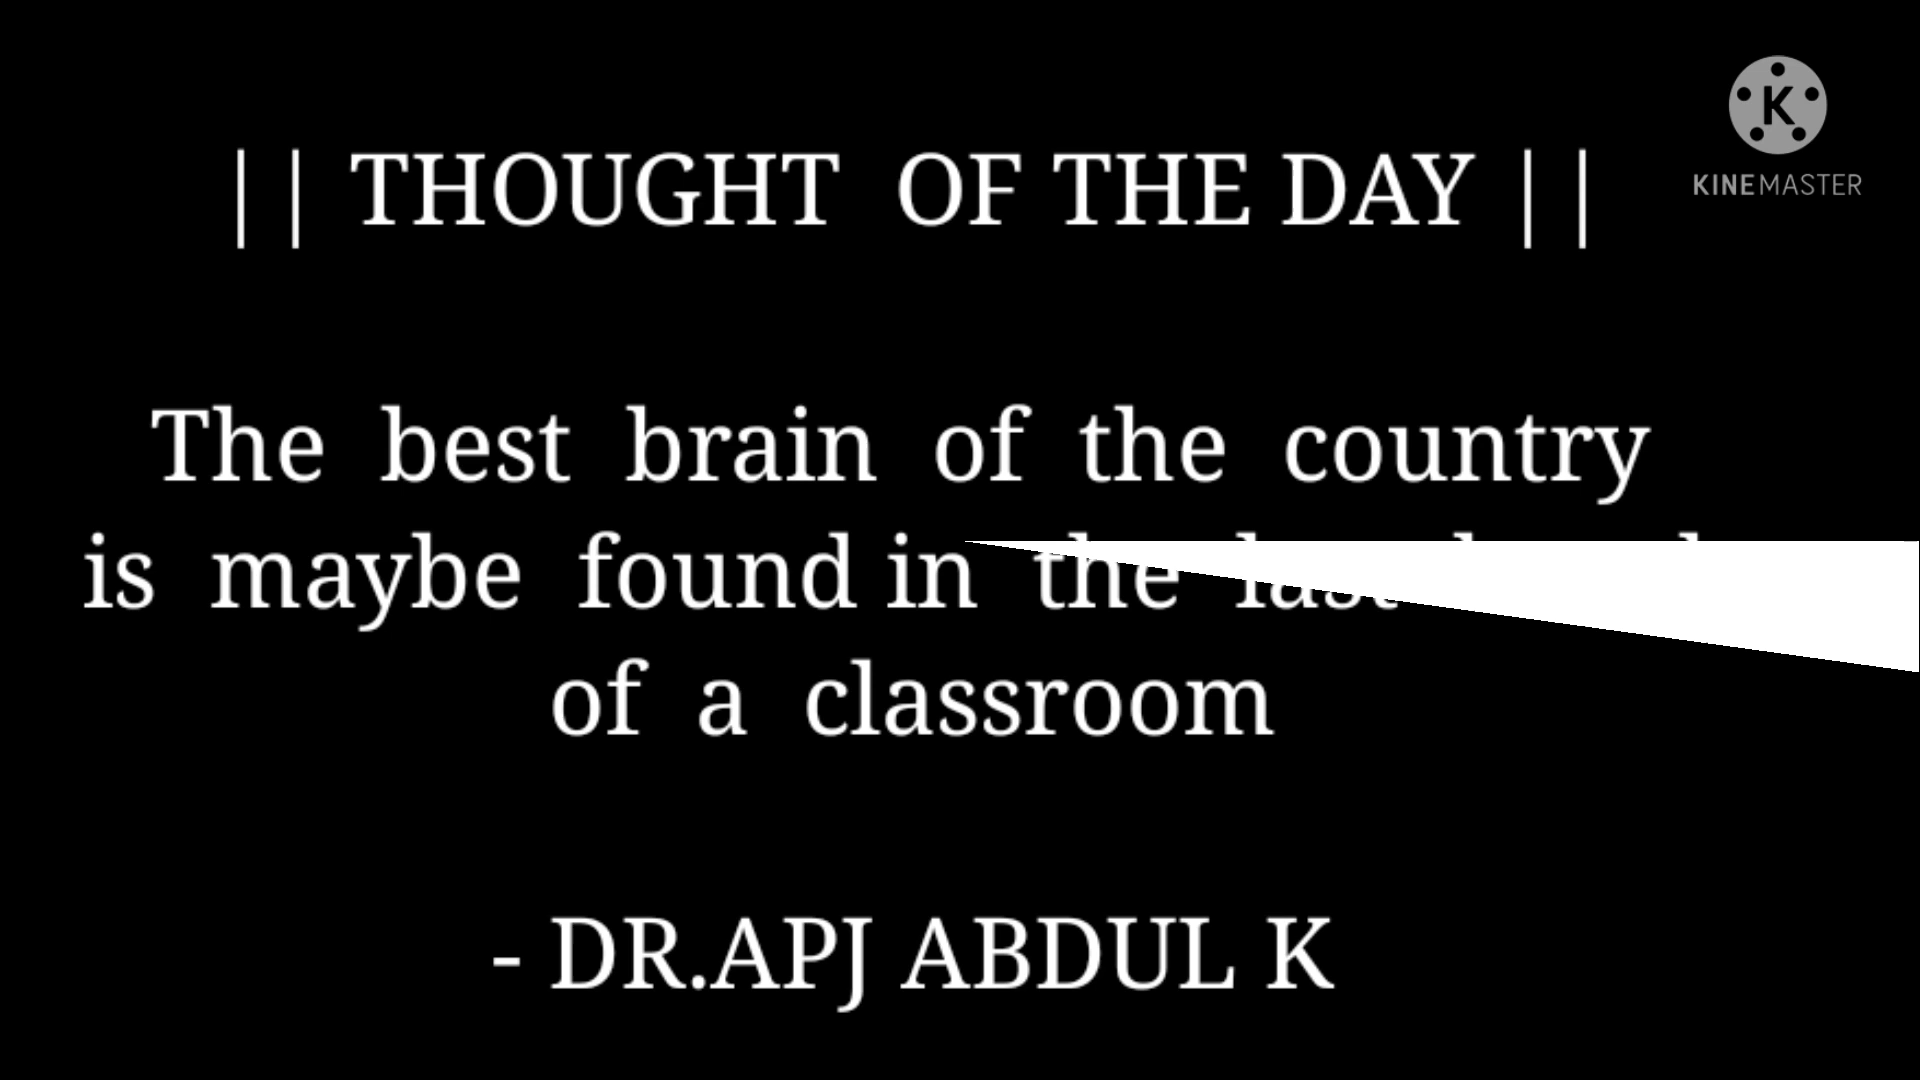 || THOUGHT OF THE DAY ||
KINEMASTER
The best brain of the country
is maybe found in the last
of a classroom
- DR.APJ ABDUL K